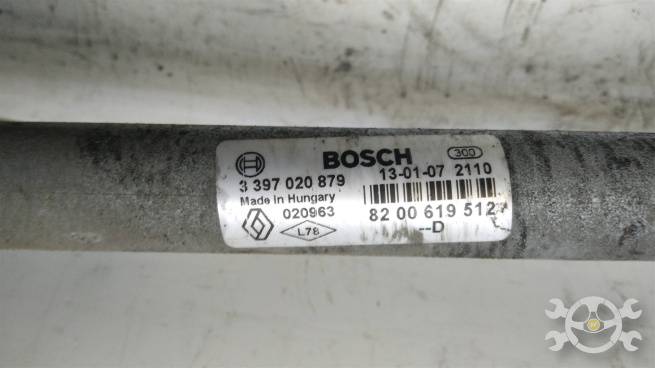 BOSCH 300
3 397 020 879 13-01-07 2110
Made in Hungary
020963 82 00 619 512
L78 --D